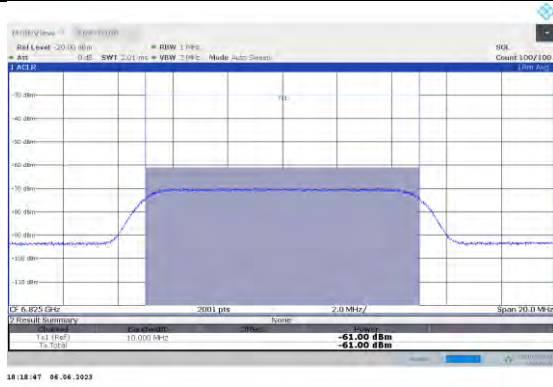 MultiView Spectrum
Ref Level -20.00 dBm RBW 1 MHz SGL
Att 0 dB SWT 2.01 ms VBW 3 MHz Mode Auto Sweep Count 100/100
1 ACLR 1Rm Avg
Tx1
-30 dBm
-40 dBm
-50 dBm
-60 dBm
-70 dBm
-80 dBm
-90 dBm
-100 dBm
-110 dBm
CF 6.825 GHz 2001 pts 2.0 MHz/ Span 20.0 MHz
2 Result Summary None
Channel Bandwidth Offset Power
Tx1 (Ref) 10.000 MHz -61.00 dBm
Tx Total -61.00 dBm
18:18:47 06.06.2023